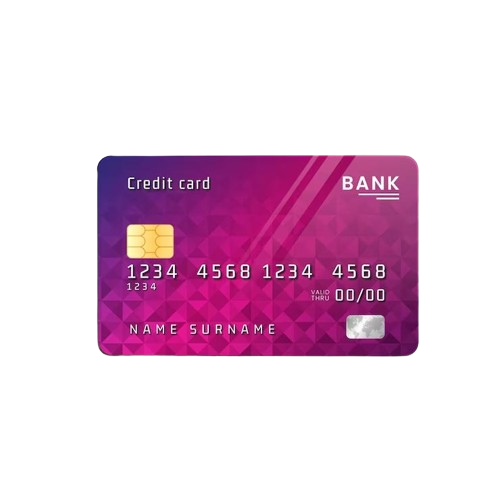 Credit card BANK
1234 4568 1234 4568
1234
VALID THRU 00/00
NAME SURNAME